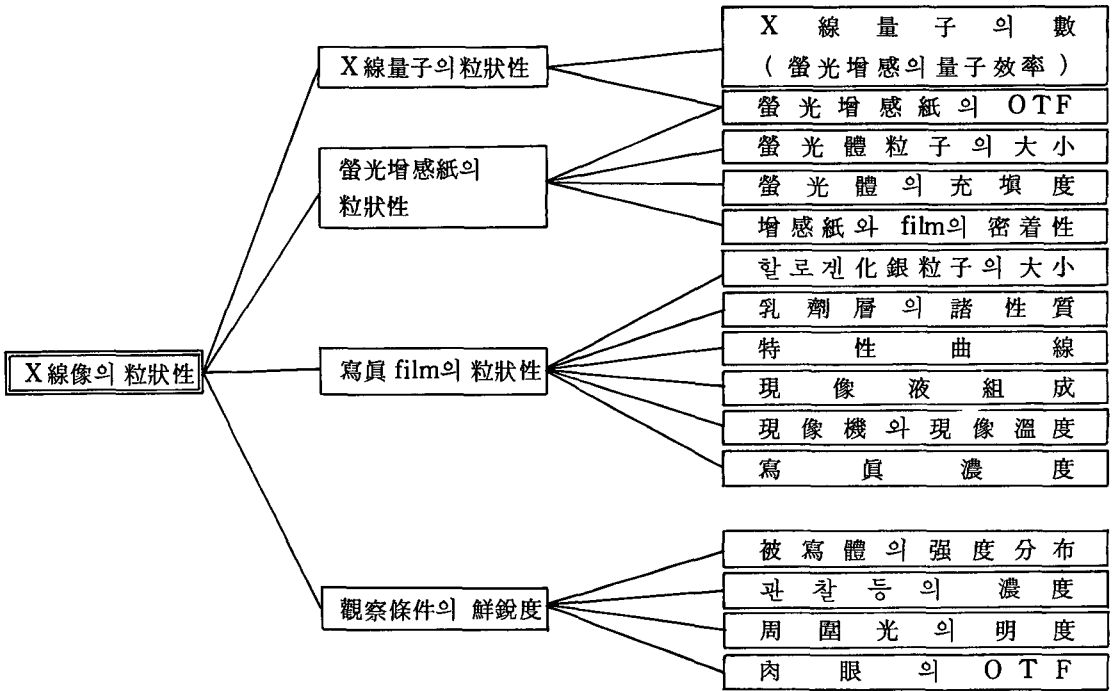 X線像의 粒狀性
X線量子의 粒狀性
螢光增感紙의
粒狀性
寫眞 film의 粒狀性
觀察條件의 鮮銳度
X 線 量 子 의 數
( 螢光增感의 量子效率 )
螢光增感紙의 OTF
螢光體粒子의 大小
螢光體의 充塡度
增感紙와 film의 密着性
할로겐化銀粒子의 大小
乳劑層의 諸性質
特性曲線
現像液組成
現像機와 現像溫度
寫眞濃度
被寫體의 强度分布
관찰등의 濃度
周圍光의 明度
肉眼의 OTF